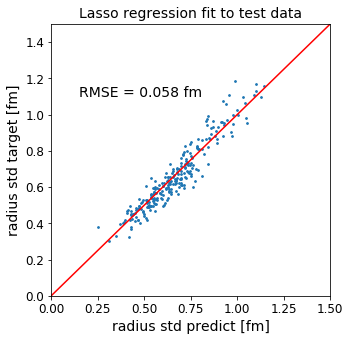 Lasso regression fit to test data
1.4
1.2
RMSE = 0.058 fm
1.0
0.8
0.6
0.4
0.2
0.0
radius std target [fm]
0.00 0.25 0.50 0.75 1.00 1.25 1.50
radius std predict [fm]